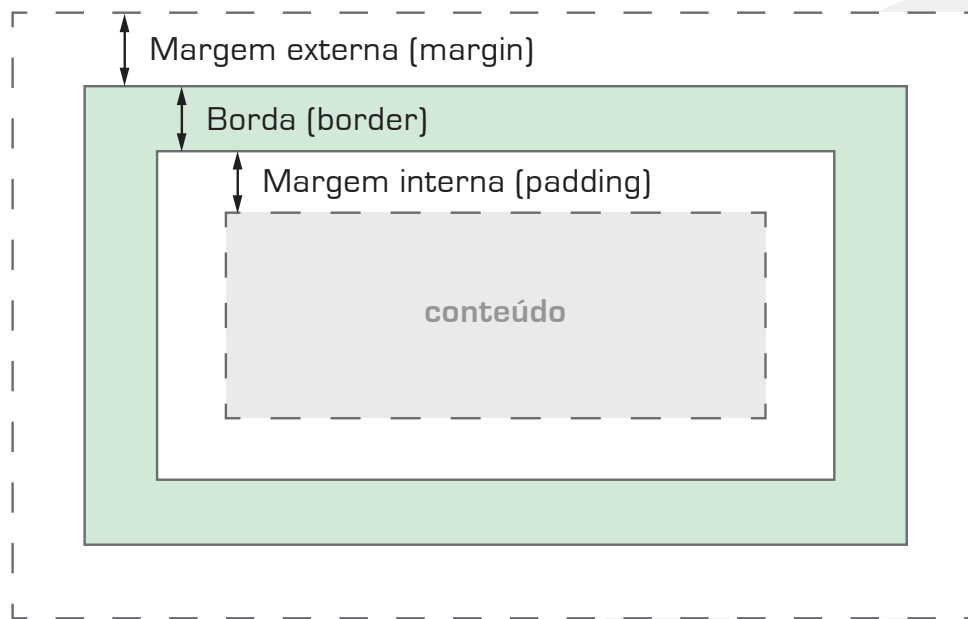 Margem externa (margin)
Borda (border)
Margem interna (padding)
conteúdo